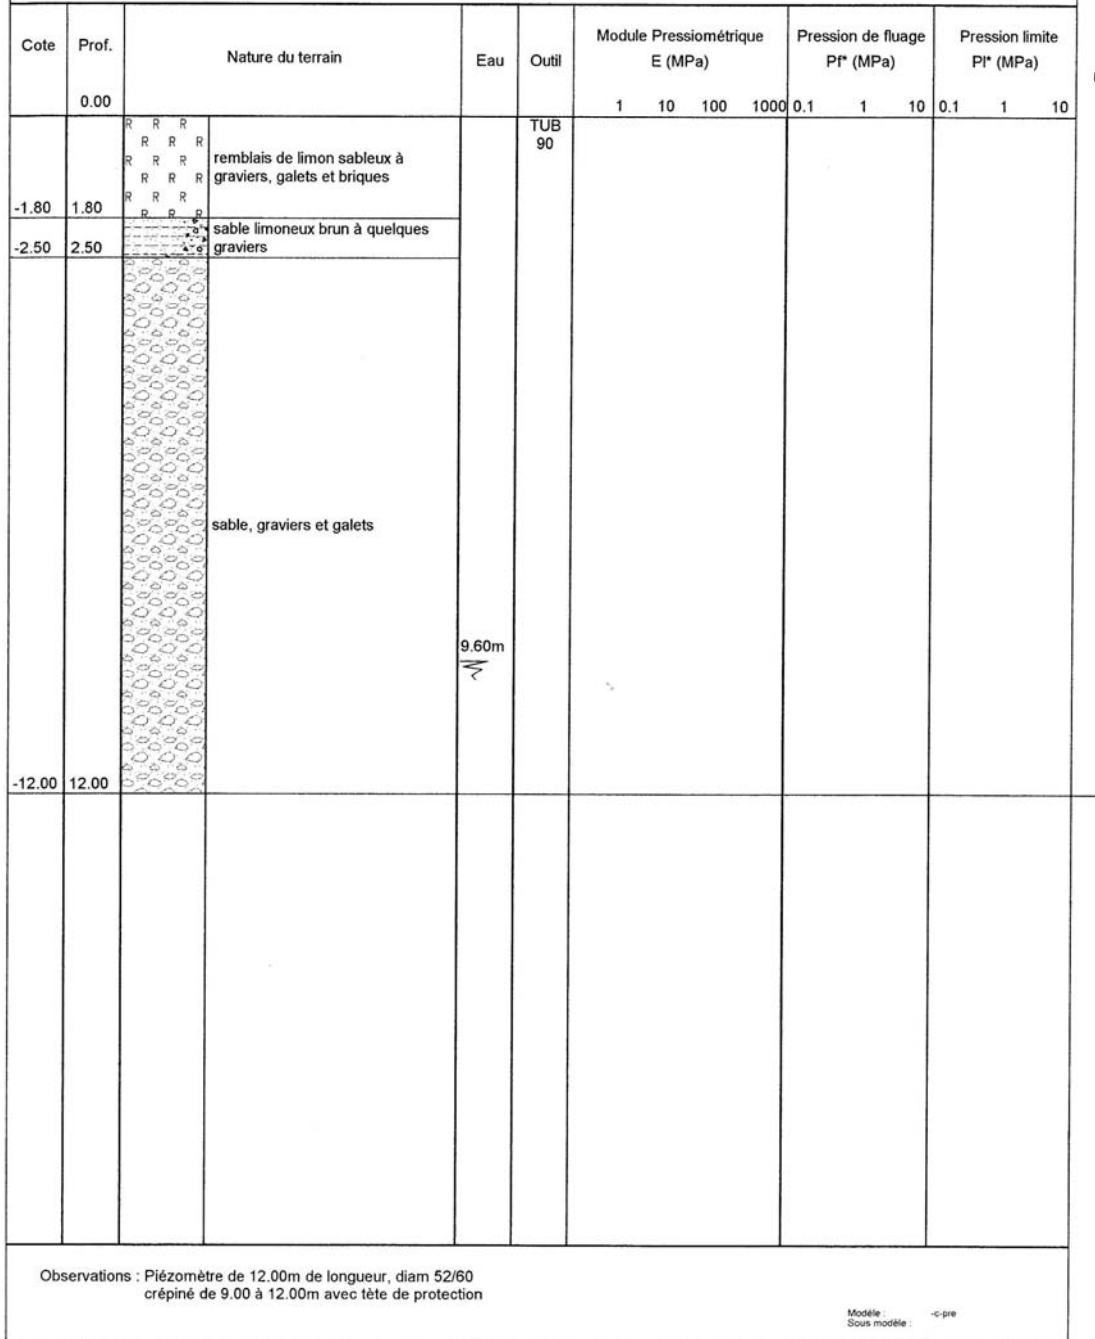 Cote Prof. Nature du terrain Eau Outil Module Pressiométrique Pression de fluage Pression limite
E (MPa) Pf* (MPa) Pl* (MPa)
0.00 1 10 100 1000 0.1 1 10 0.1 1 10
R R R TUB
R R R 90
R R R remblais de limon sableux à
R R R graviers, galets et briques
R R R
-1.80 1.80 R R R
sable limoneux brun à quelques
-2.50 2.50 graviers
sable, graviers et galets
9.60m
-12.00 12.00
Observations : Piézomètre de 12.00m de longueur, diam 52/60
crépiné de 9.00 à 12.00m avec tète de protection
Modéle : -c-pre
Sous modéle :